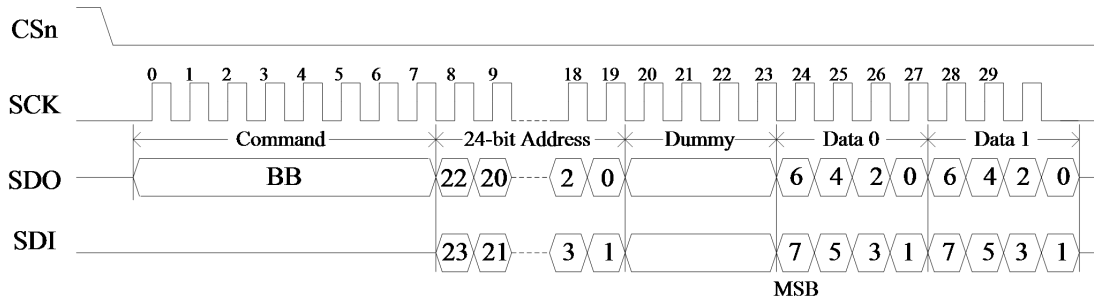 CSn
0 1 2 3 4 5 6 7 8 9 18 19 20 21 22 23 24 25 26 27 28 29
SCK
Command 24-bit Address Dummy Data 0 Data 1
SDO BB 22 20 2 0 6 4 2 0 6 4 2 0
SDI 23 21 3 1 7 5 3 1 7 5 3 1
MSB